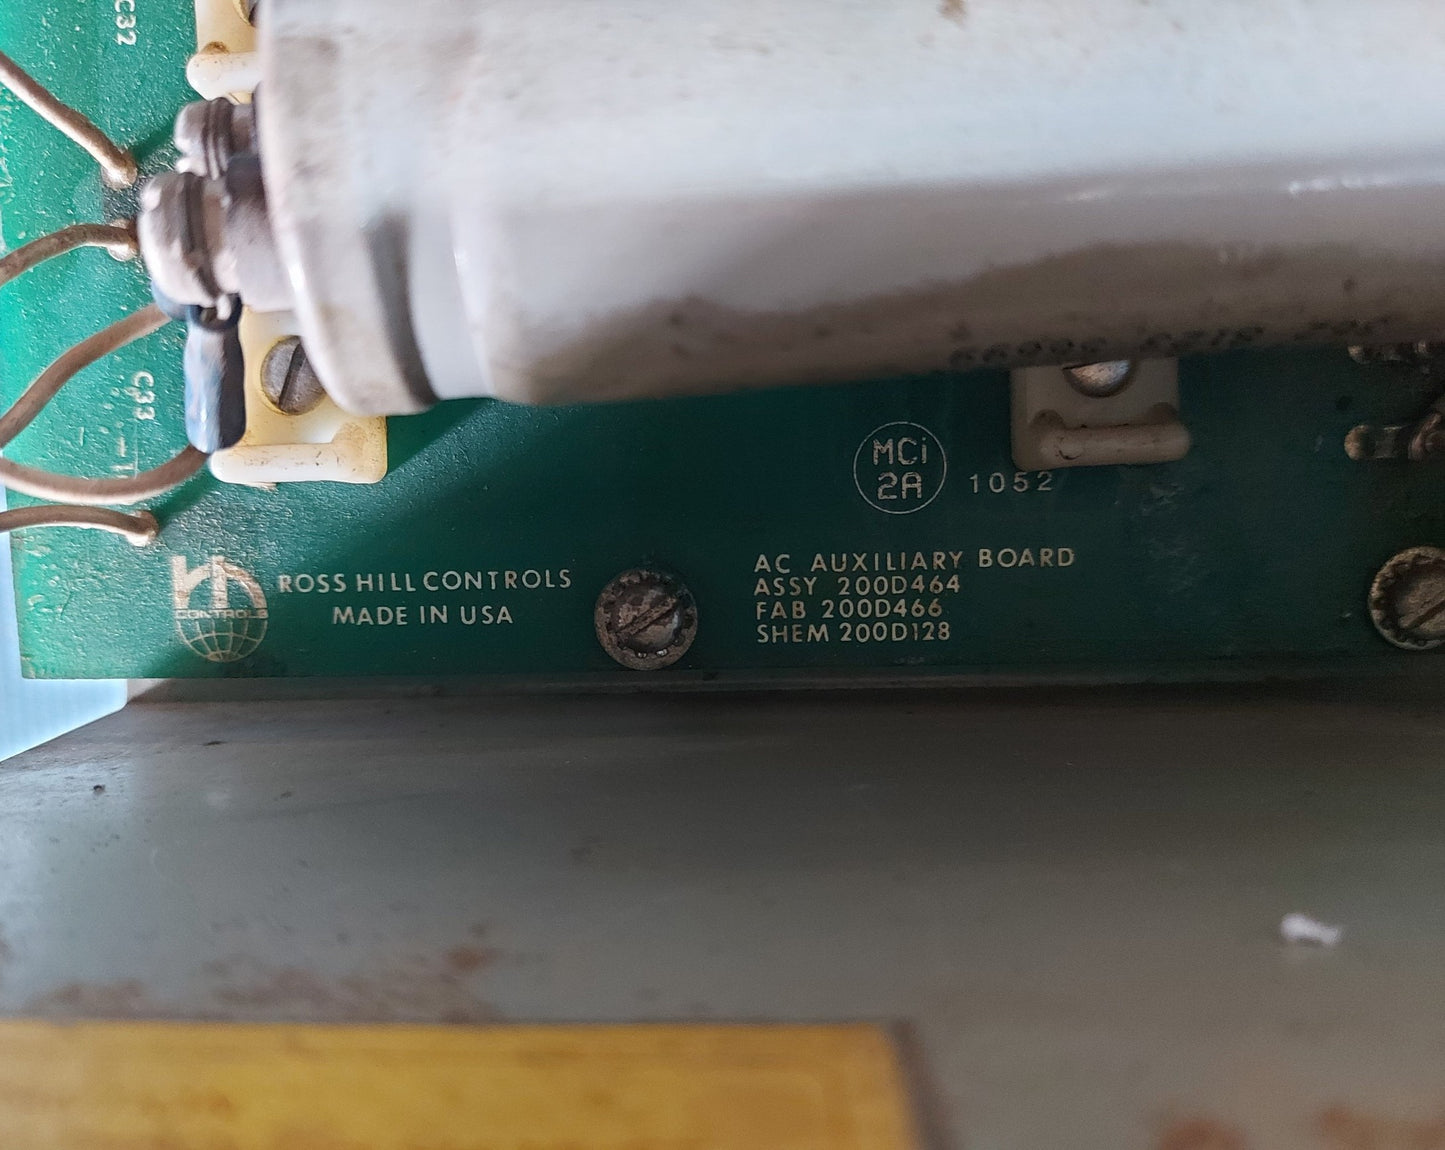 C32
C33
MCi
2A
1052
rh
CONTROLS
ROSS HILL CONTROLS
MADE IN USA
AC AUXILIARY BOARD
ASSY 200D464
FAB 200D466
SHEM 200D128